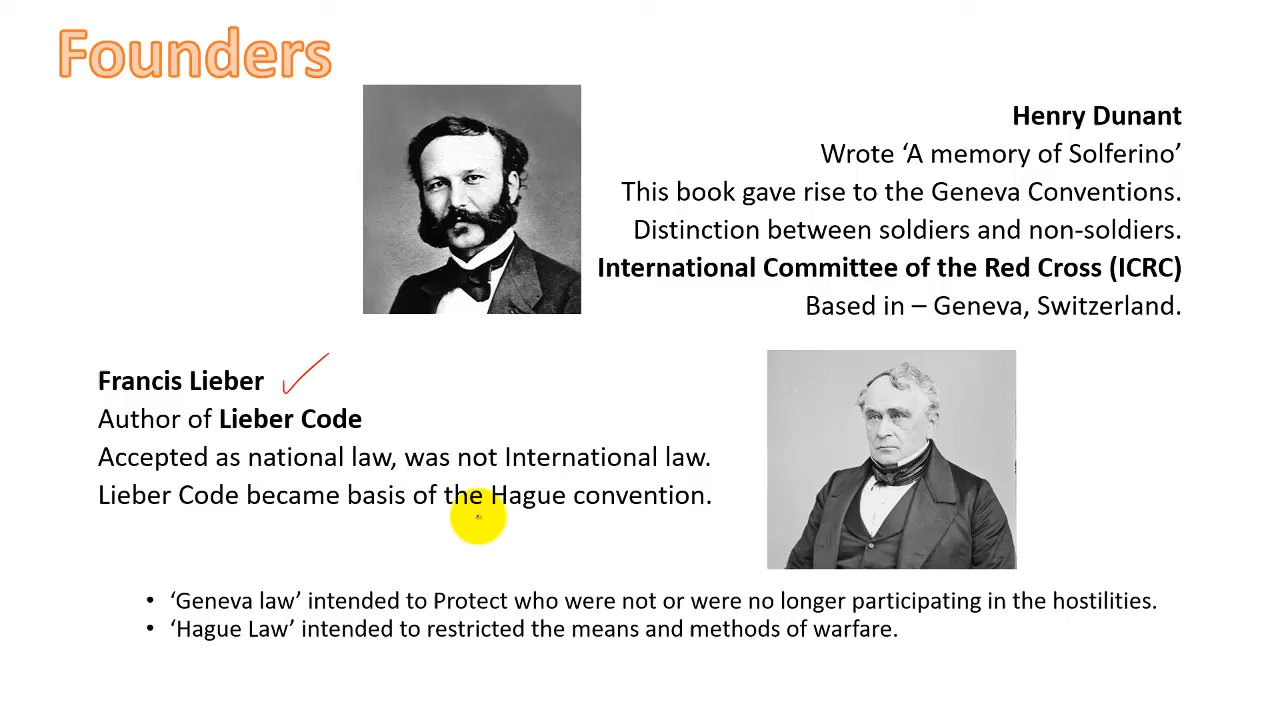 Founders
Henry Dunant
Wrote ‘A memory of Solferino’
This book gave rise to the Geneva Conventions.
Distinction between soldiers and non-soldiers.
International Committee of the Red Cross (ICRC)
Based in – Geneva, Switzerland.
Francis Lieber
Author of Lieber Code
Accepted as national law, was not International law.
Lieber Code became basis of the Hague convention.
• ‘Geneva law’ intended to Protect who were not or were no longer participating in the hostilities.
• ‘Hague Law’ intended to restricted the means and methods of warfare.